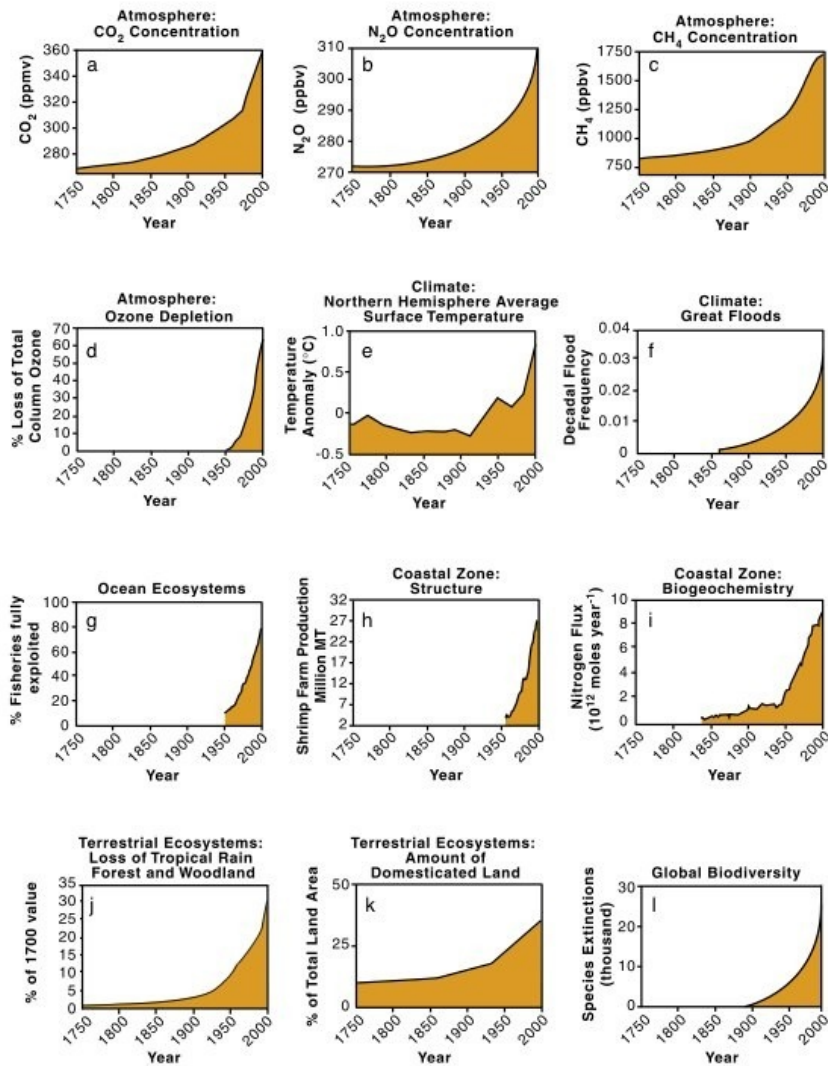 Atmosphere:
CO2 Concentration
a
CO2 (ppmv)
360
340
320
300
280
1750
1800
1850
1900
1950
2000
Year
Atmosphere:
N2O Concentration
b
N2O (ppbv)
310
300
290
280
270
1750
1800
1850
1900
1950
2000
Year
Atmosphere:
CH4 Concentration
c
CH4 (ppbv)
1750
1500
1250
1000
750
1750
1800
1850
1900
1950
2000
Year
Atmosphere:
Ozone Depletion
d
% Loss of Total
Column Ozone
70
60
50
40
30
20
10
0
1750
1800
1850
1900
1950
2000
Year
Climate:
Northern Hemisphere Average
Surface Temperature
e
Temperature
Anomaly (°C)
1.0
0
-0.5
1750
1800
1850
1900
1950
2000
Year
Climate:
Great Floods
f
Decadal Flood
Frequency
0.04
0.03
0.02
0.01
0
1750
1800
1850
1900
1950
2000
Year
Ocean Ecosystems
g
% Fisheries fully
exploited
100
80
60
40
20
0
1750
1800
1850
1900
1950
2000
Year
Coastal Zone:
Structure
h
Shrimp Farm Production
Million MT
32
27
22
17
12
7
2
1750
1800
1850
1900
1950
2000
Year
Coastal Zone:
Biogeochemistry
i
Nitrogen Flux
(10¹² moles year⁻¹)
10
8
6
4
2
0
1750
1800
1850
1900
1950
2000
Year
Terrestrial Ecosystems:
Loss of Tropical Rain
Forest and Woodland
j
% of 1700 value
35
30
25
20
15
10
5
0
1750
1800
1850
1900
1950
2000
Year
Terrestrial Ecosystems:
Amount of
Domesticated Land
k
% of Total Land Area
50
25
0
1750
1800
1850
1900
1950
2000
Year
Global Biodiversity
l
Species Extinctions
(thousand)
30
20
10
0
1750
1800
1850
1900
1950
2000
Year